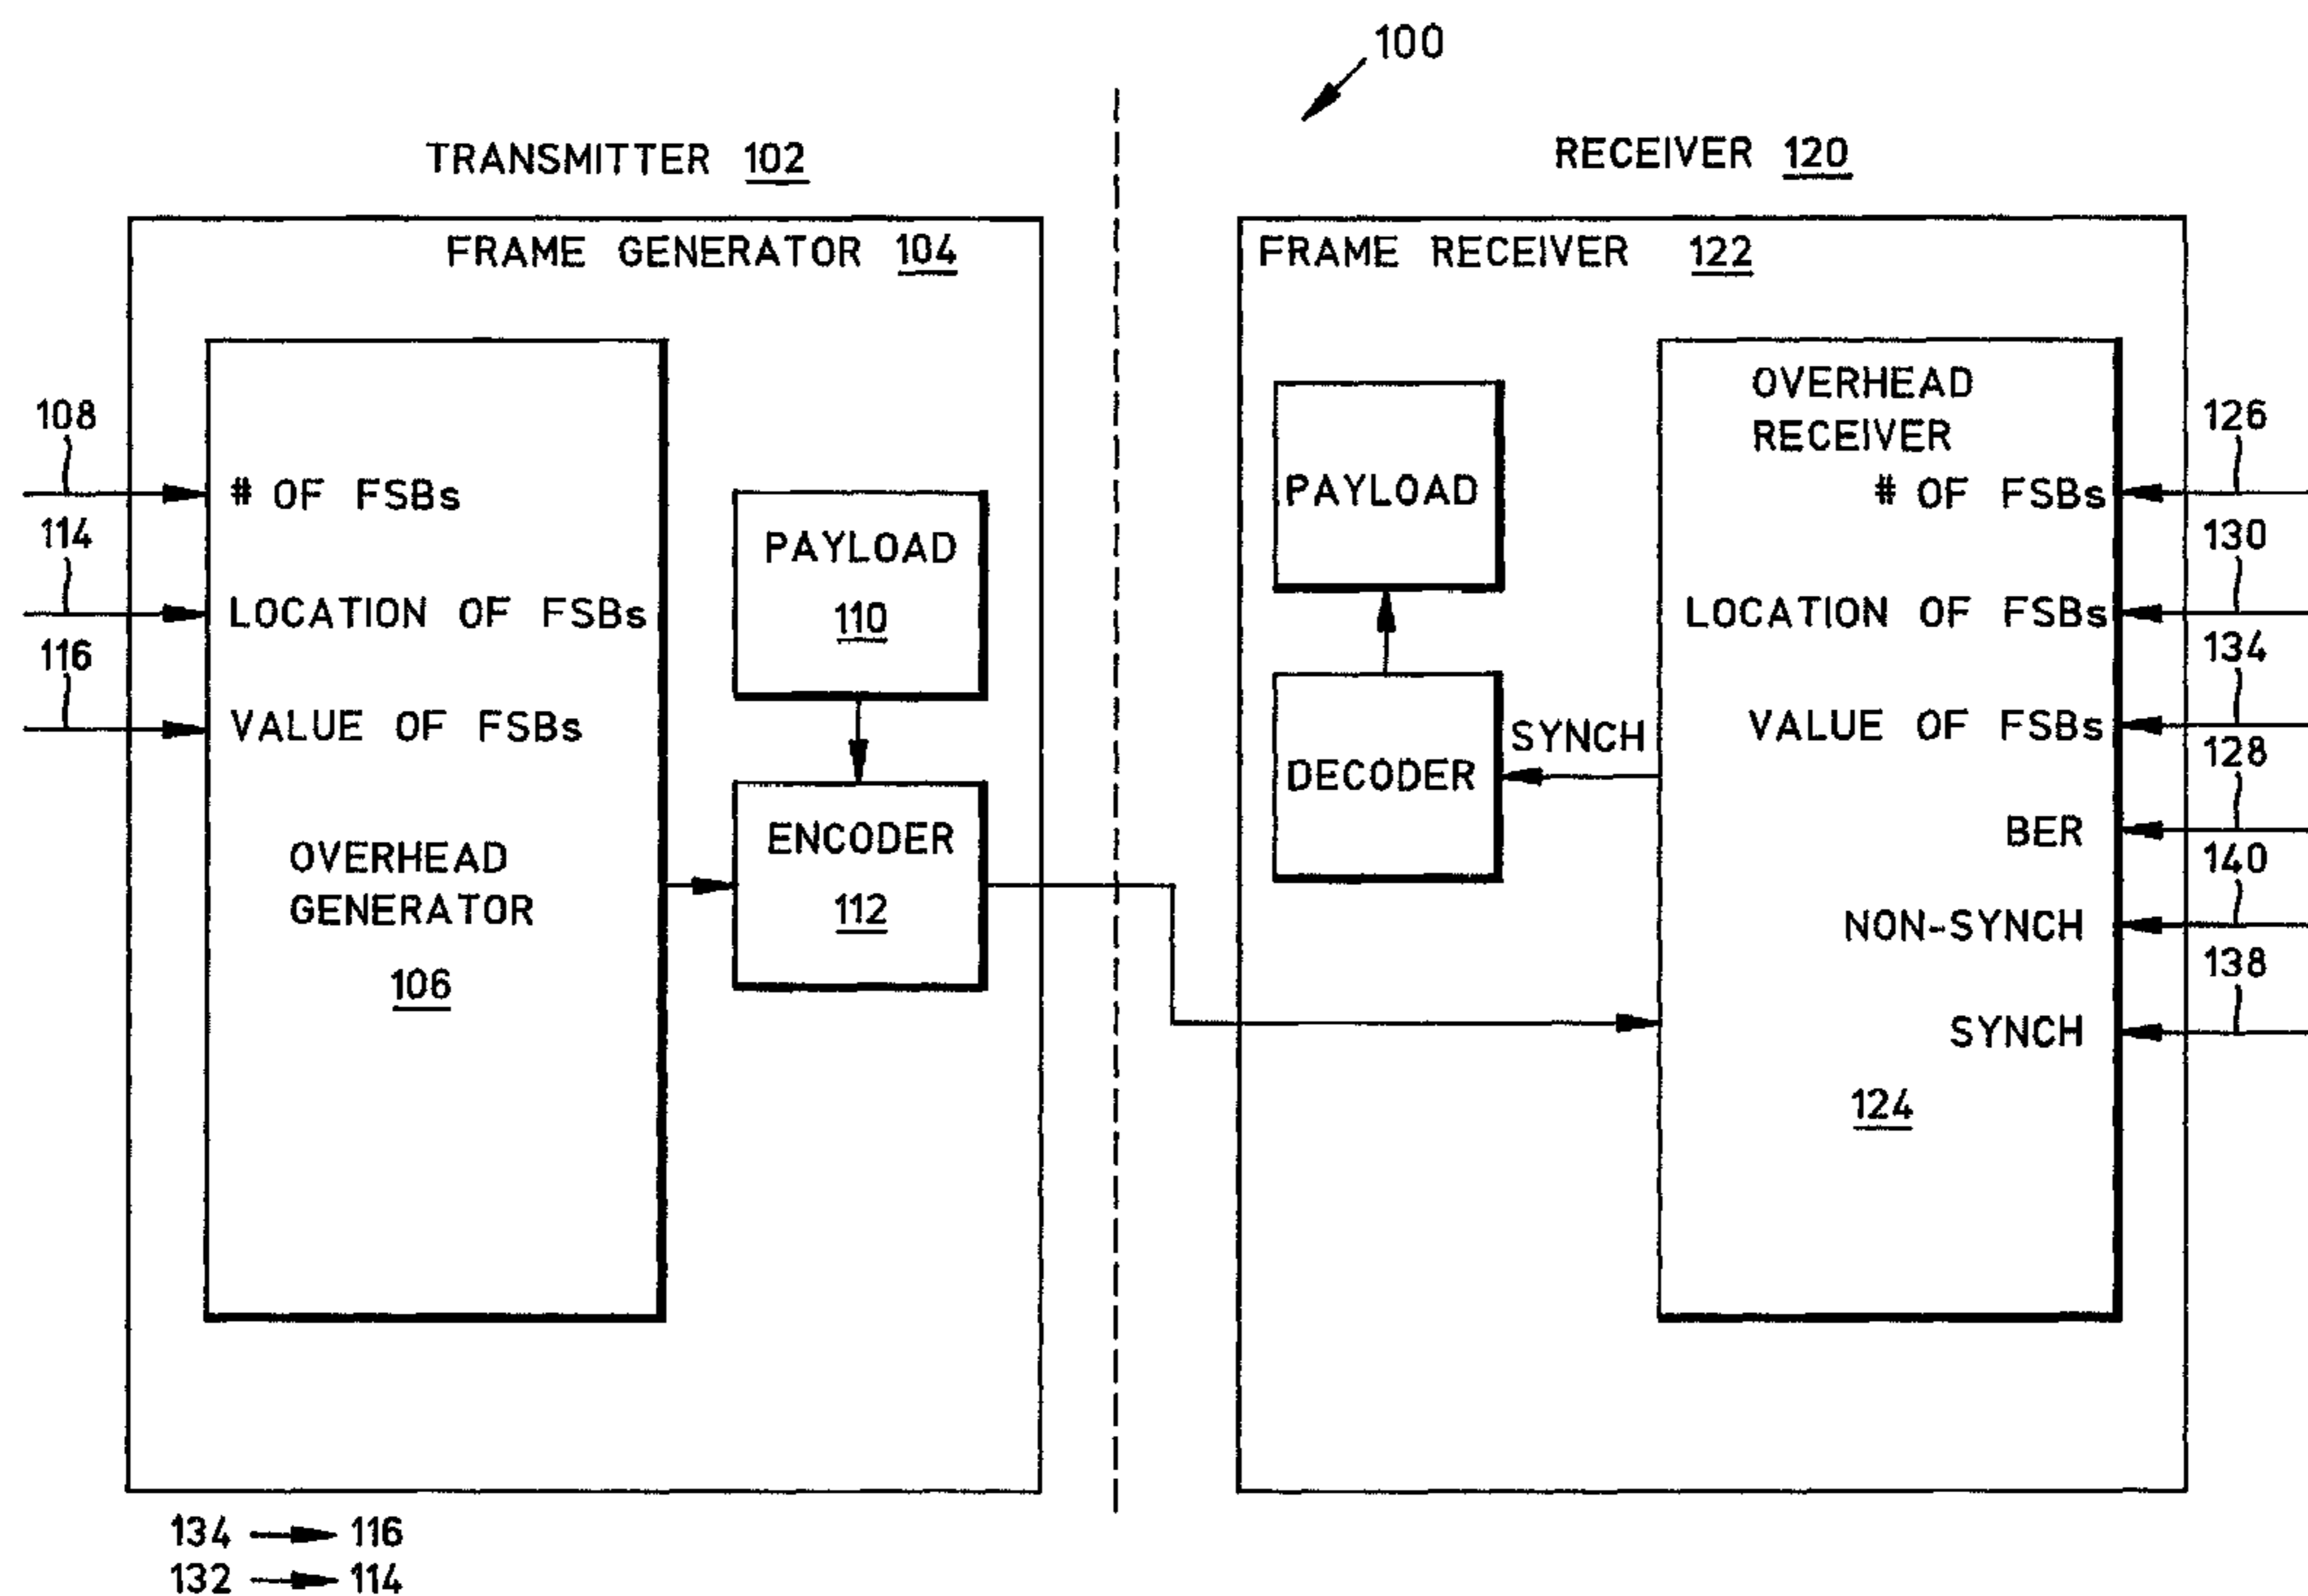 100
TRANSMITTER 102
FRAME GENERATOR 104
108
# OF FSBs
114
LOCATION OF FSBs
116
VALUE OF FSBs
OVERHEAD
GENERATOR
106
PAYLOAD
110
ENCODER
112
134 116
132 114
RECEIVER 120
FRAME RECEIVER 122
PAYLOAD
DECODER
SYNCH
OVERHEAD
RECEIVER
126
# OF FSBs
130
LOCATION OF FSBs
134
VALUE OF FSBs
128
BER
140
NON-SYNCH
138
SYNCH
124